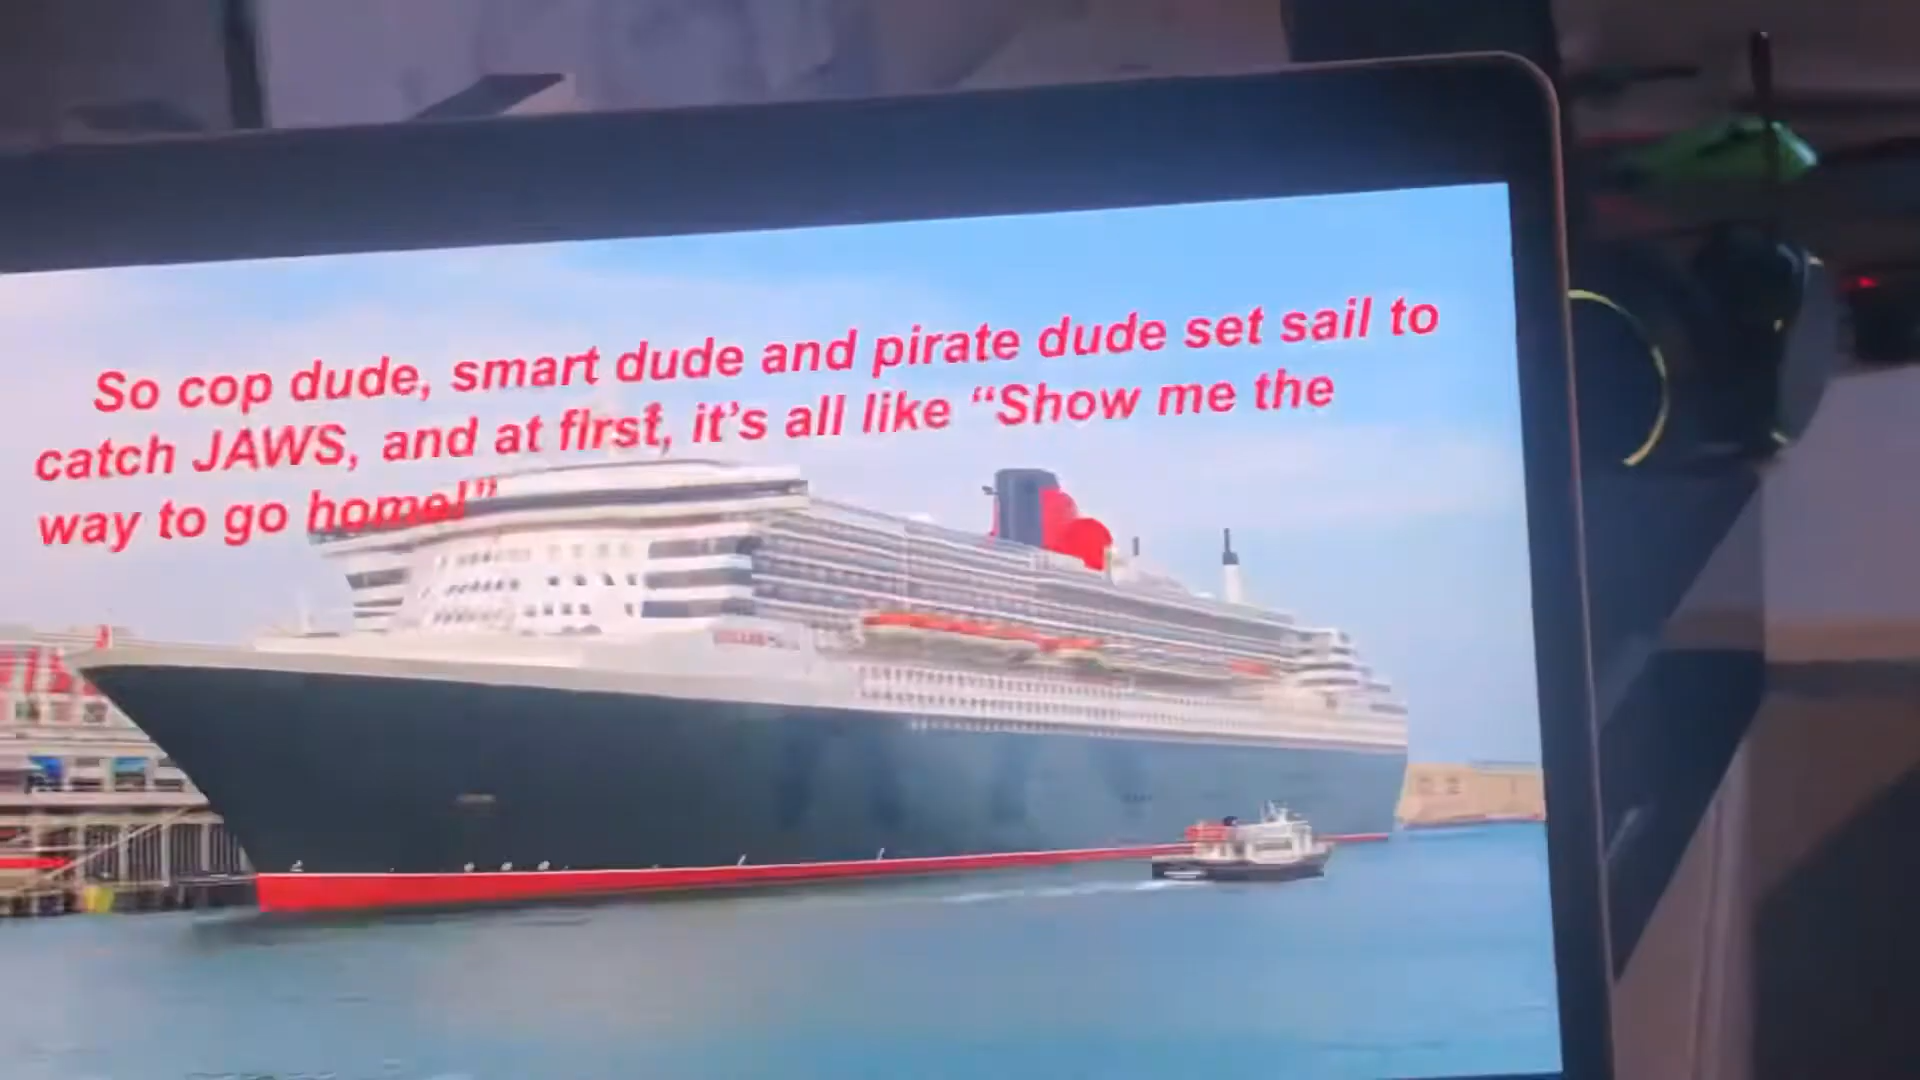 So cop dude, smart dude and pirate dude set sail to
catch JAWS, and at first, it's all like “Show me the
way to go home!”